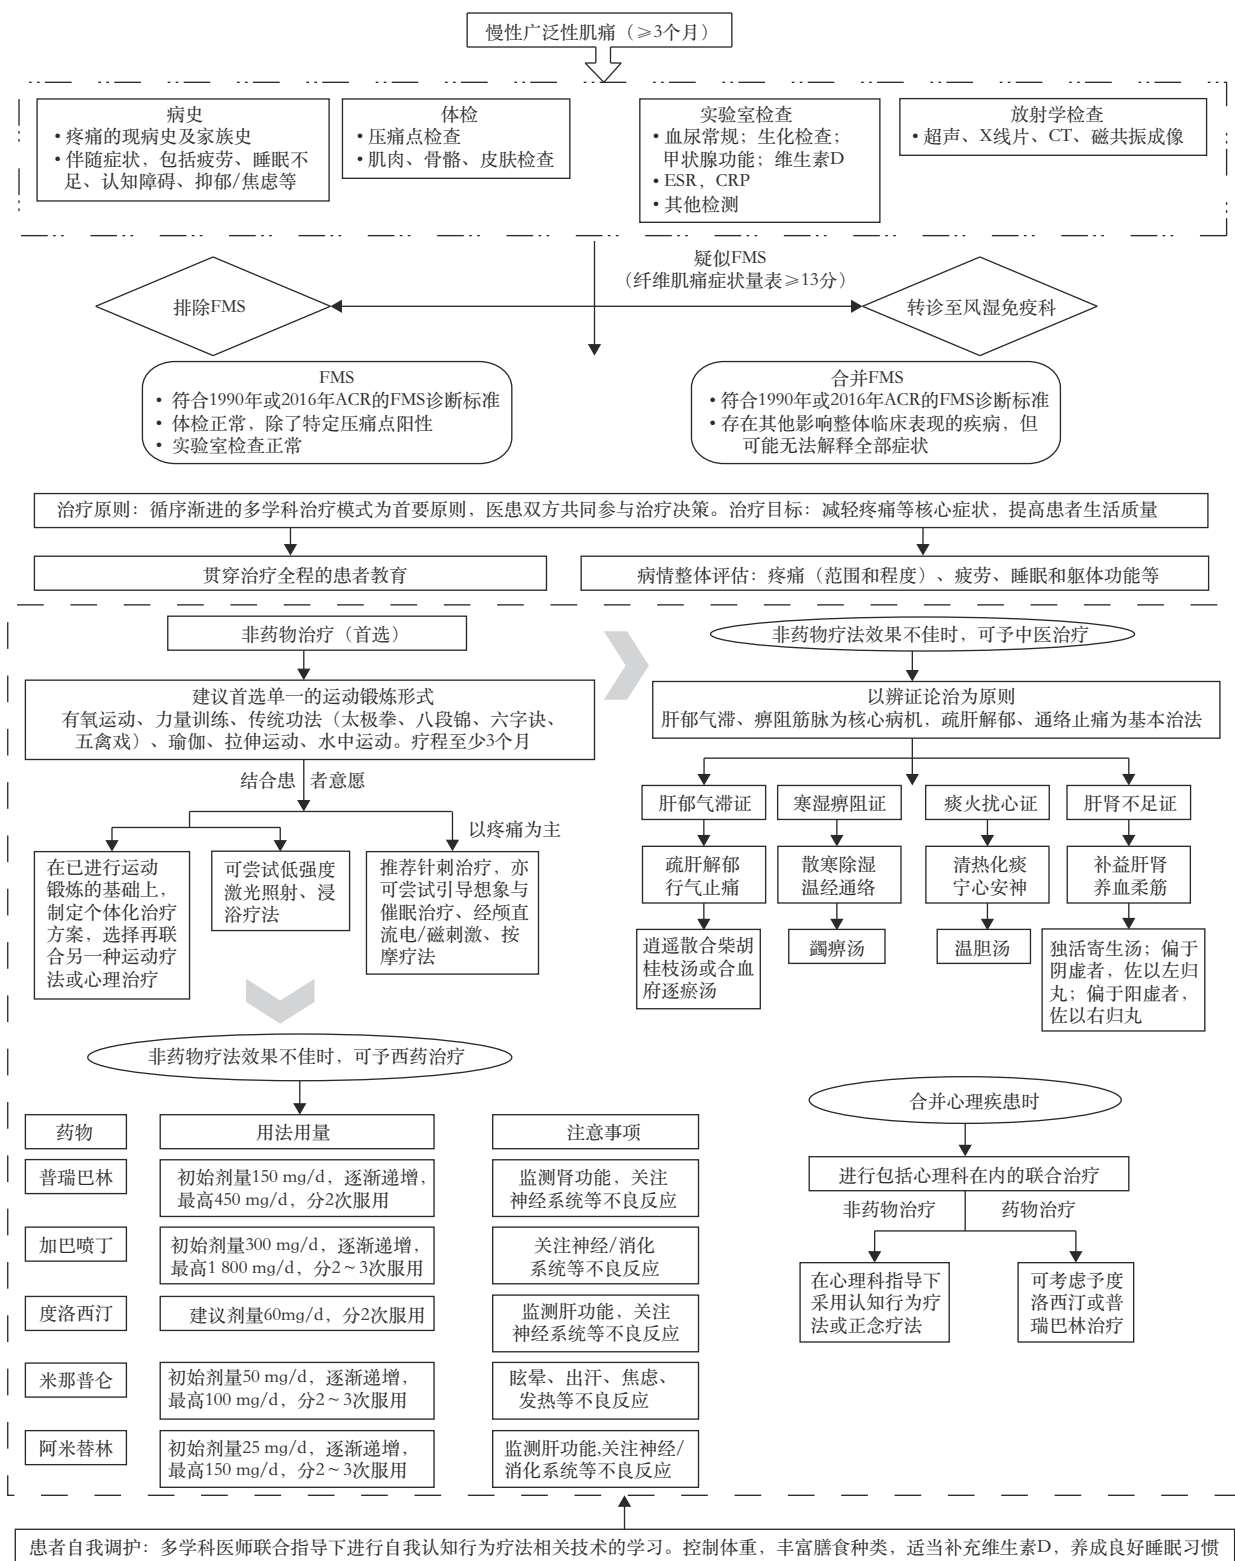 慢性广泛性肌痛（≥3个月）
病史
• 疼痛的现病史及家族史
• 伴随症状，包括疲劳、睡眠不
足、认知障碍、抑郁/焦虑等
体检
• 压痛点检查
• 肌肉、骨骼、皮肤检查
实验室检查
• 血尿常规；生化检查；
甲状腺功能；维生素D
• ESR，CRP
• 其他检测
放射学检查
• 超声、X线片、CT、磁共振成像
疑似FMS
（纤维肌痛症状量表≥13分）
排除FMS
转诊至风湿免疫科
FMS
• 符合1990年或2016年ACR的FMS诊断标准
• 体检正常，除了特定压痛点阳性
• 实验室检查正常
合并FMS
• 符合1990年或2016年ACR的FMS诊断标准
• 存在其他影响整体临床表现的疾病，但
可能无法解释全部症状
治疗原则：循序渐进的多学科治疗模式为首要原则，医患双方共同参与治疗决策。治疗目标：减轻疼痛等核心症状，提高患者生活质量
贯穿治疗全程的患者教育
病情整体评估：疼痛（范围和程度）、疲劳、睡眠和躯体功能等
非药物治疗（首选）
建议首选单一的运动锻炼形式
有氧运动、力量训练、传统功法（太极拳、八段锦、六字诀、
五禽戏）、瑜伽、拉伸运动、水中运动。疗程至少3个月
结合患者意愿
以疼痛为主
在已进行运动
锻炼的基础上，
制定个体化治疗
方案，选择再联
合另一种运动疗
法或心理治疗
可尝试低强度
激光照射、浸
浴疗法
推荐针刺治疗，亦
可尝试引导想象与
催眠治疗、经颅直
流电/磁刺激、按
摩疗法
非药物疗法效果不佳时，可予中医治疗
以辨证论治为原则
肝郁气滞、痹阻筋脉为核心病机，疏肝解郁、通络止痛为基本治法
肝郁气滞证
寒湿痹阻证
痰火扰心证
肝肾不足证
疏肝解郁
行气止痛
散寒除湿
温经通络
清热化痰
宁心安神
补益肝肾
养血柔筋
逍遥散合柴胡
桂枝汤或合血
府逐瘀汤
蠲痹汤
温胆汤
独活寄生汤；偏于
阴虚者，佐以左归
丸；偏于阳虚者，
佐以右归丸
非药物疗法效果不佳时，可予西药治疗
药物
用法用量
注意事项
普瑞巴林
初始剂量150 mg/d，逐渐递增，
最高450 mg/d，分2次服用
监测肾功能，关注
神经系统等不良反应
加巴喷丁
初始剂量300 mg/d，逐渐递增，
最高1 800 mg/d，分2～3次服用
关注神经/消化
系统等不良反应
度洛西汀
建议剂量60mg/d，分2次服用
监测肝功能，关注
神经系统等不良反应
米那普仑
初始剂量50 mg/d，逐渐递增，
最高100 mg/d，分2～3次服用
眩晕、出汗、焦虑、
发热等不良反应
阿米替林
初始剂量25 mg/d，逐渐递增，
最高150 mg/d，分2～3次服用
监测肝功能,关注神经/
消化系统等不良反应
合并心理疾患时
进行包括心理科在内的联合治疗
非药物治疗
药物治疗
在心理科指导下
采用认知行为疗
法或正念疗法
可考虑予度
洛西汀或普
瑞巴林治疗
患者自我调护：多学科医师联合指导下进行自我认知行为疗法相关技术的学习。控制体重，丰富膳食种类，适当补充维生素D，养成良好睡眠习惯